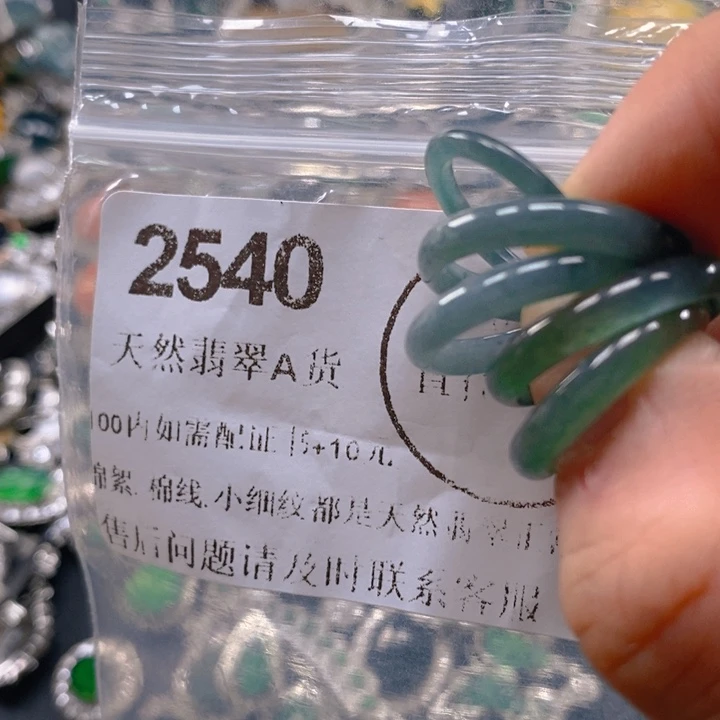 2540
天然翡翠A货
100内如需配证书+10元
棉絮.棉线.小细纹都是天然翡翠正
售后问题请及时联系客服